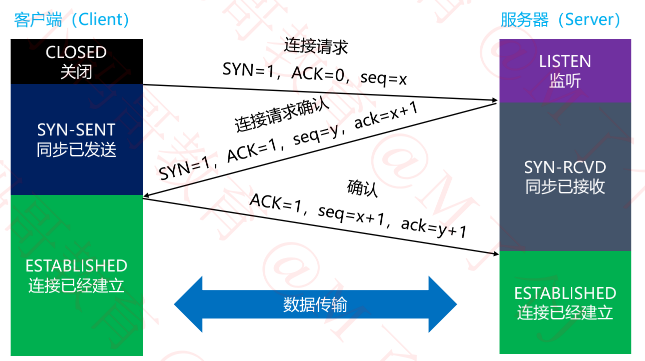 客户端（Client）
服务器（Server）
CLOSED
关闭
连接请求
SYN=1，ACK=0，seq=x
LISTEN
监听
SYN-SENT
同步已发送
连接请求确认
SYN=1，ACK=1，seq=y，ack=x+1
SYN-RCVD
同步已接收
确认
ACK=1，seq=x+1，ack=y+1
ESTABLISHED
连接已经建立
数据传输
ESTABLISHED
连接已经建立